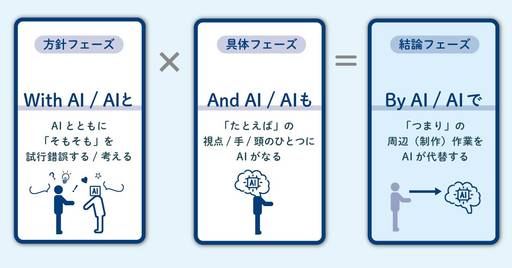 方針フェーズ
With AI / AIと
AIとともに
「そもそも」を
試行錯誤する / 考える
AI
×
具体フェーズ
And AI / AIも
「たとえば」の
視点 / 手 / 頭のひとつに
AIがなる
AI
=
結論フェーズ
By AI / AIで
「つまり」の
周辺（制作）作業を
AIが代替する
AI